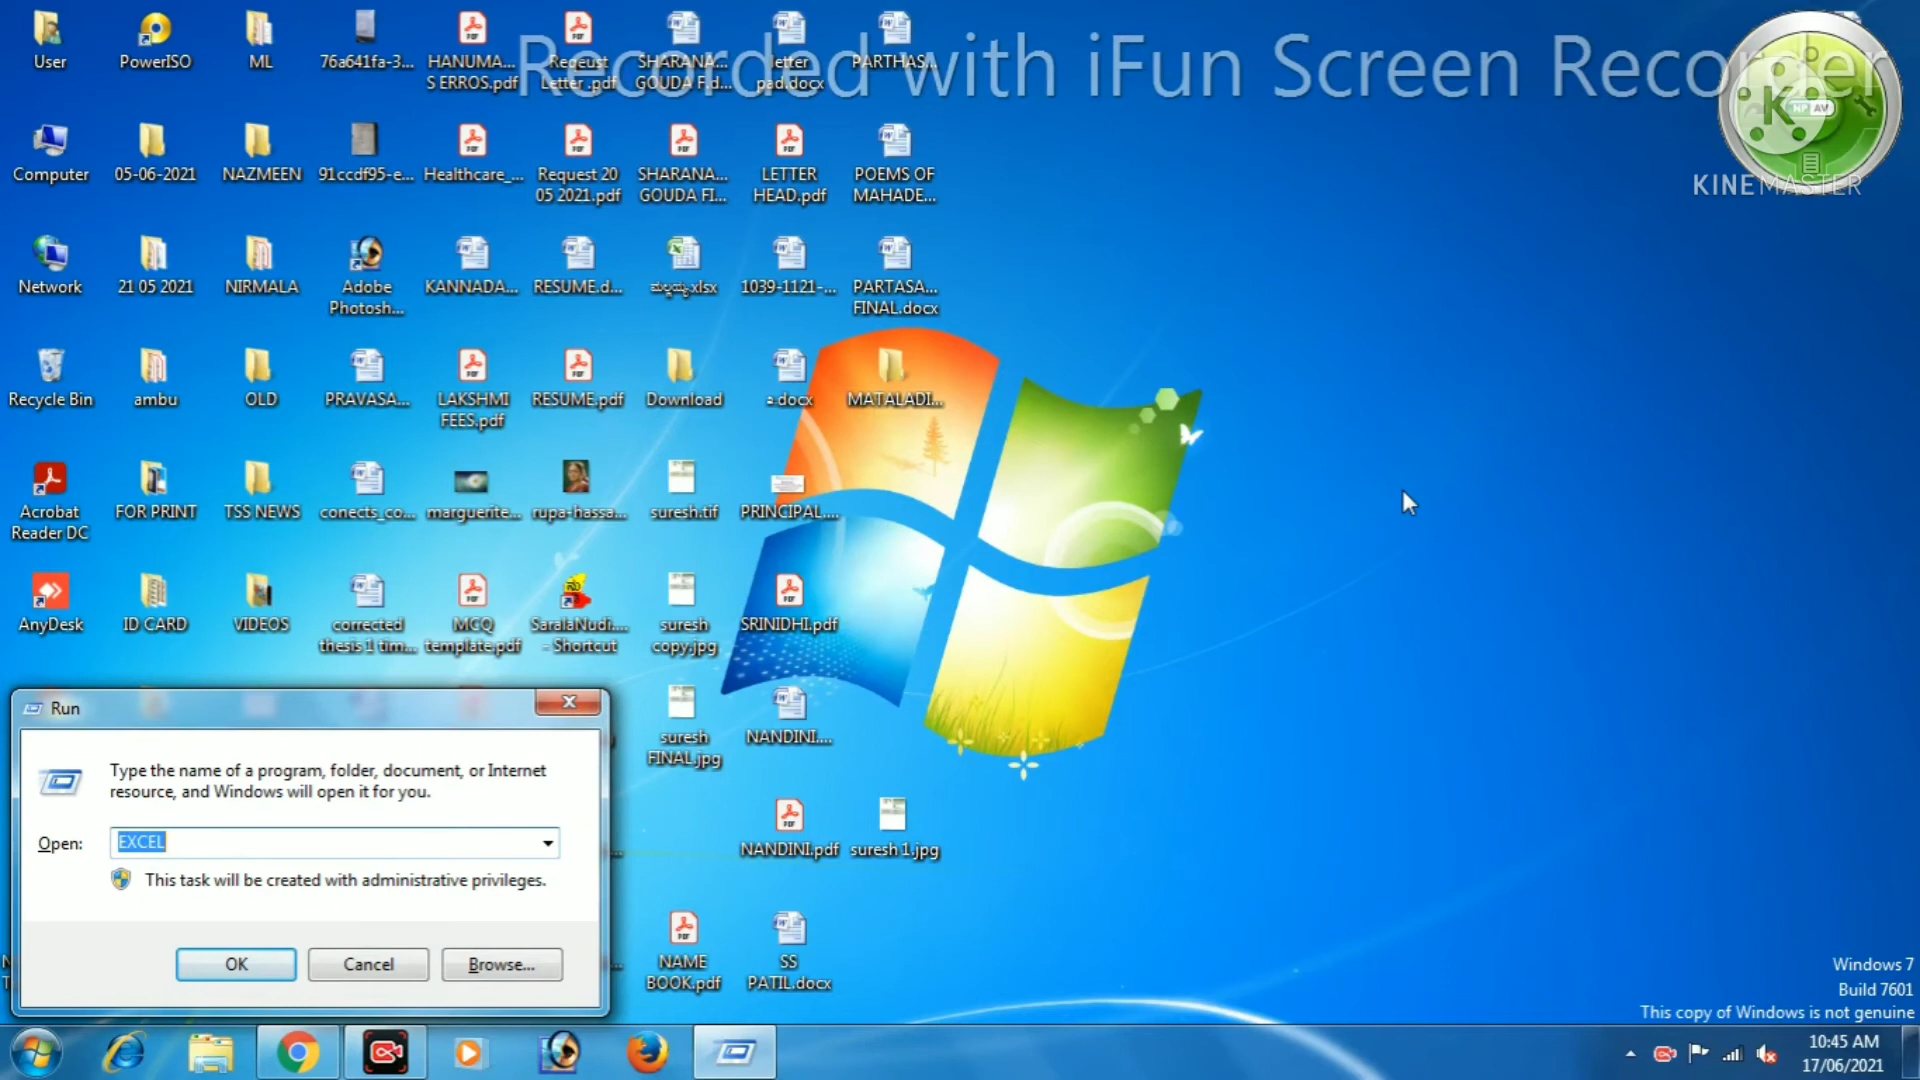 Recorded with iFun Screen Recorder
KINEMASTER
NP AV
User
PowerISO
ML
76a641fa-3...
HANUMA...
S ERROS.pdf
Reqeust
Letter .pdf
SHARANA...
GOUDA F.d...
letter
pad.docx
PARTHAS...
Computer
05-06-2021
NAZMEEN
91ccdf95-e...
Healthcare_...
Request 20
05 2021.pdf
SHARANA...
GOUDA FI...
LETTER
HEAD.pdf
POEMS OF
MAHADE...
Network
21 05 2021
NIRMALA
Adobe
Photosh...
KANNADA...
RESUME.d...
ಮಲ್ಲಯ್ಯ.xlsx
1039-1121-...
PARTASA...
FINAL.docx
Recycle Bin
ambu
OLD
PRAVASA...
LAKSHMI
FEES.pdf
RESUME.pdf
Download
a.docx
MATALADI...
Acrobat
Reader DC
FOR PRINT
TSS NEWS
conects_co...
marguerite...
rupa-hassa...
suresh.tif
PRINCIPAL....
AnyDesk
ID CARD
VIDEOS
corrected
thesis 1 tim...
MCQ
template.pdf
SaralaNudi....
- Shortcut
suresh
copy.jpg
SRINIDHI.pdf
suresh
FINAL.jpg
NANDINI....
NANDINI.pdf
suresh 1.jpg
NAME
BOOK.pdf
SS
PATIL.docx
Run
Type the name of a program, folder, document, or Internet
resource, and Windows will open it for you.
Open:
EXCEL
This task will be created with administrative privileges.
OK
Cancel
Browse...
Windows 7
Build 7601
This copy of Windows is not genuine
10:45 AM
17/06/2021